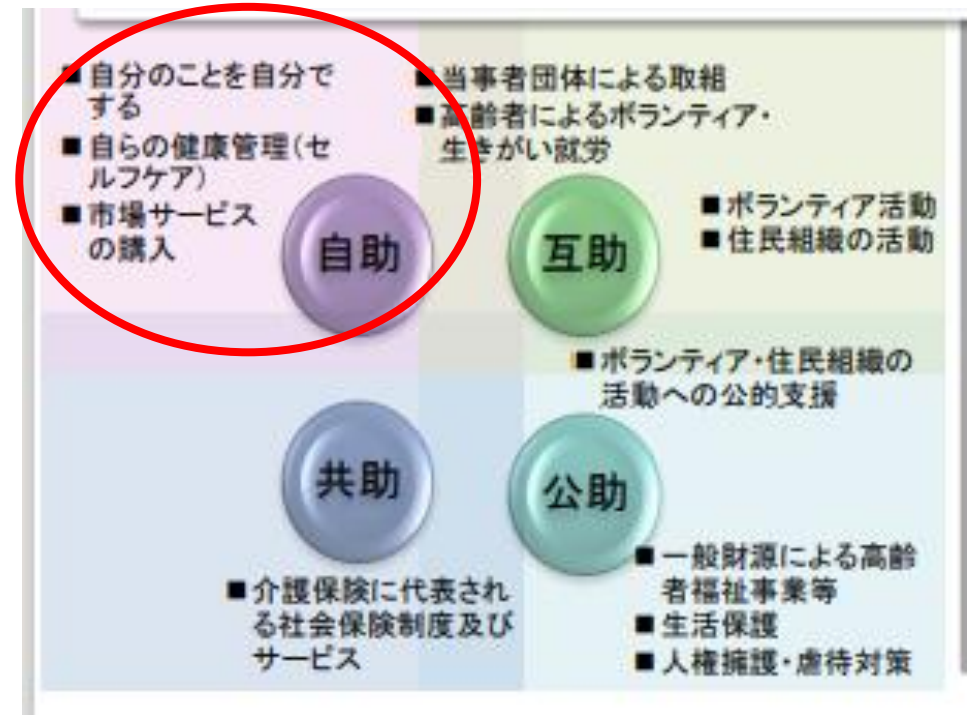 ■自分のことを自分で
する
■自らの健康管理(セ
ルフケア)
■市場サービス
の購入
自助
■当事者団体による取組
■高齢者によるボランティア・
生きがい就労
互助
■ボランティア活動
■住民組織の活動
■ボランティア・住民組織の
活動への公的支援
共助
■介護保険に代表され
る社会保険制度及び
サービス
公助
■一般財源による高齢
者福祉事業等
■生活保護
■人権擁護・虐待対策